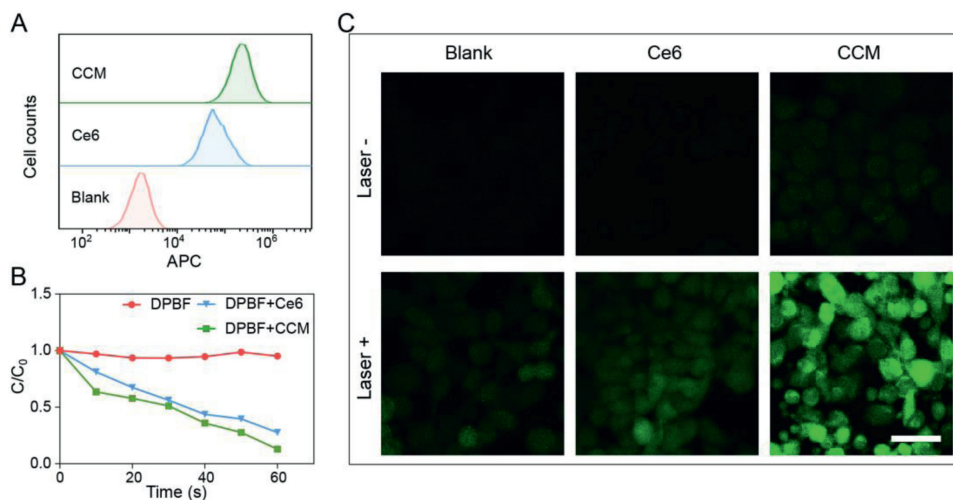 A
CCM
Ce6
Blank
Cell counts
10²
10⁴
10⁶
APC
B
1.5
1.0
0.5
0.0
C/C₀
DPBF
DPBF+Ce6
DPBF+CCM
0
20
40
60
Time (s)
C
Blank
Ce6
CCM
Laser -
Laser +